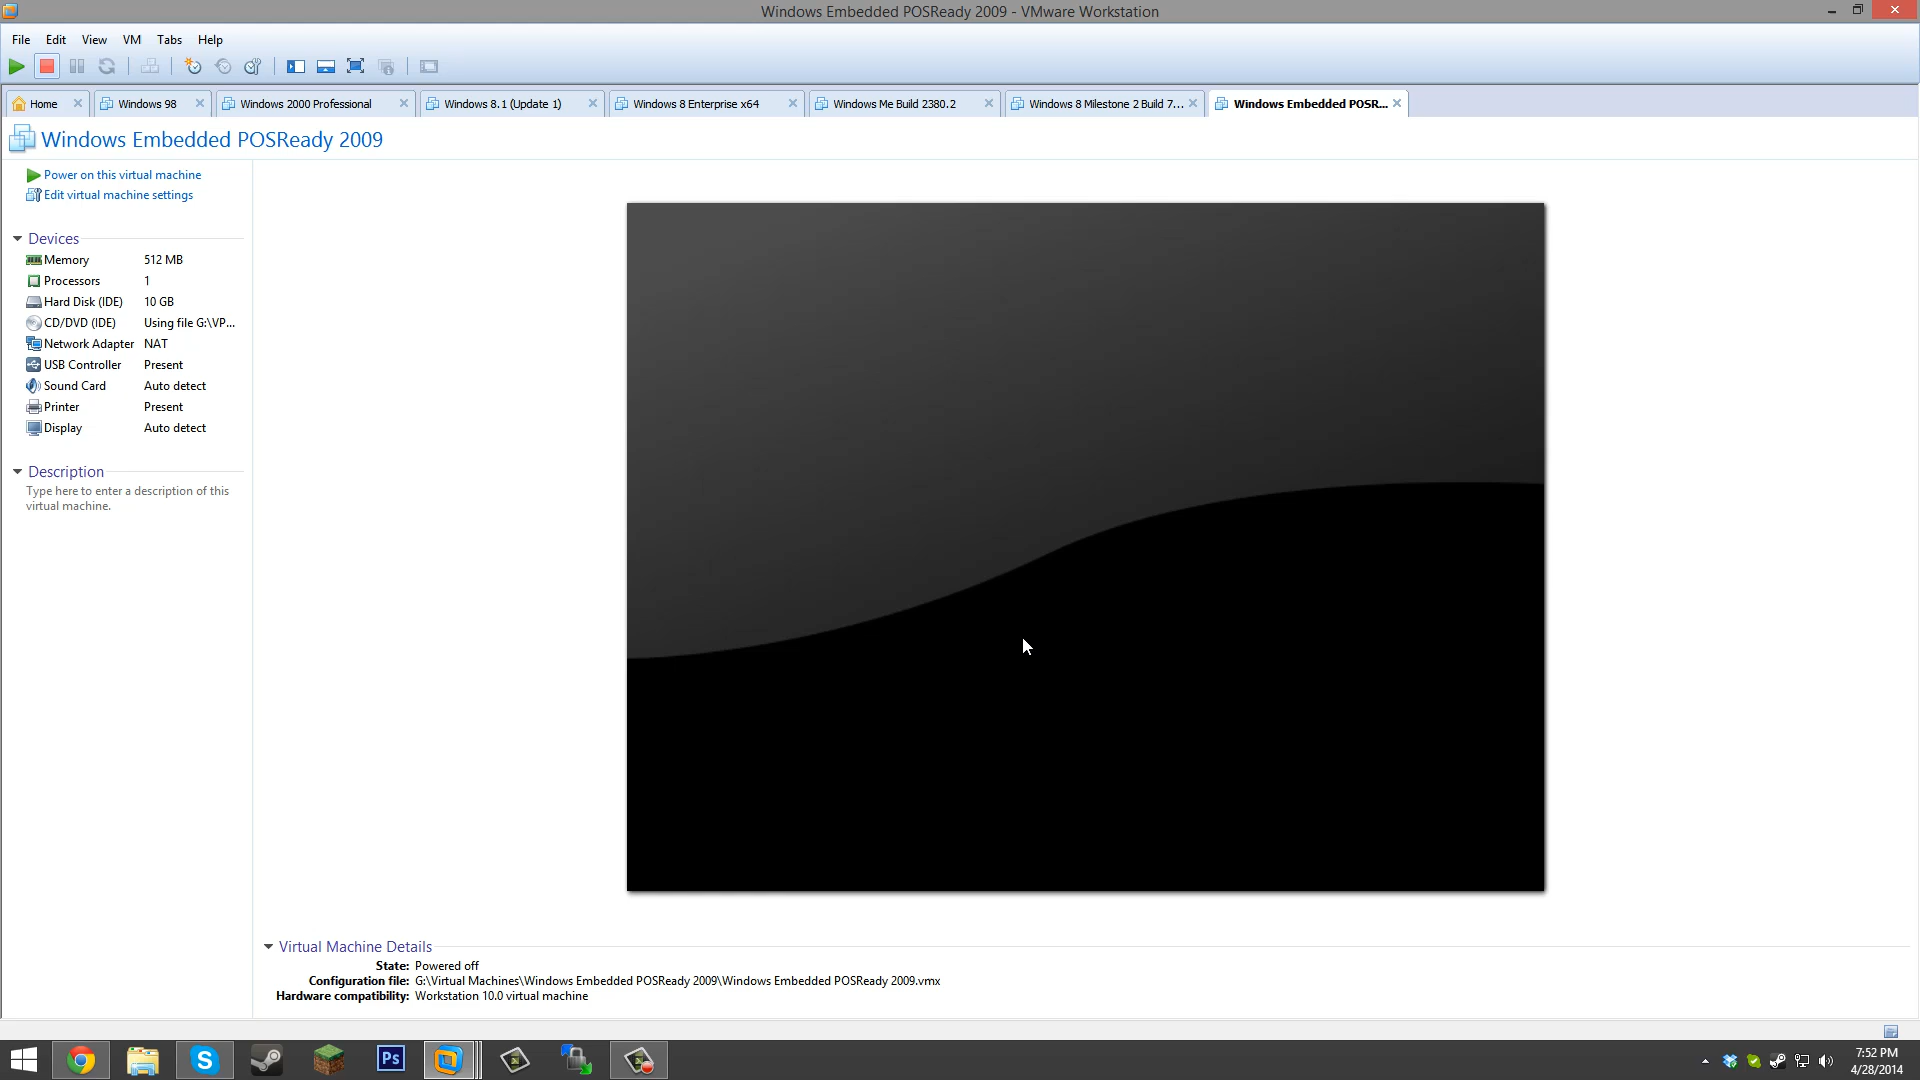 Windows Embedded POSReady 2009 - VMware Workstation
File Edit View VM Tabs Help
Home Windows 98 Windows 2000 Professional Windows 8.1 (Update 1) Windows 8 Enterprise x64 Windows Me Build 2380.2 Windows 8 Milestone 2 Build 7... Windows Embedded POSR...
Windows Embedded POSReady 2009
Power on this virtual machine
Edit virtual machine settings
Devices
Memory 512 MB
Processors 1
Hard Disk (IDE) 10 GB
CD/DVD (IDE) Using file G:\VP...
Network Adapter NAT
USB Controller Present
Sound Card Auto detect
Printer Present
Display Auto detect
Description
Type here to enter a description of this
virtual machine.
Virtual Machine Details
State: Powered off
Configuration file: G:\Virtual Machines\Windows Embedded POSReady 2009\Windows Embedded POSReady 2009.vmx
Hardware compatibility: Workstation 10.0 virtual machine
Ps
7:52 PM
4/28/2014